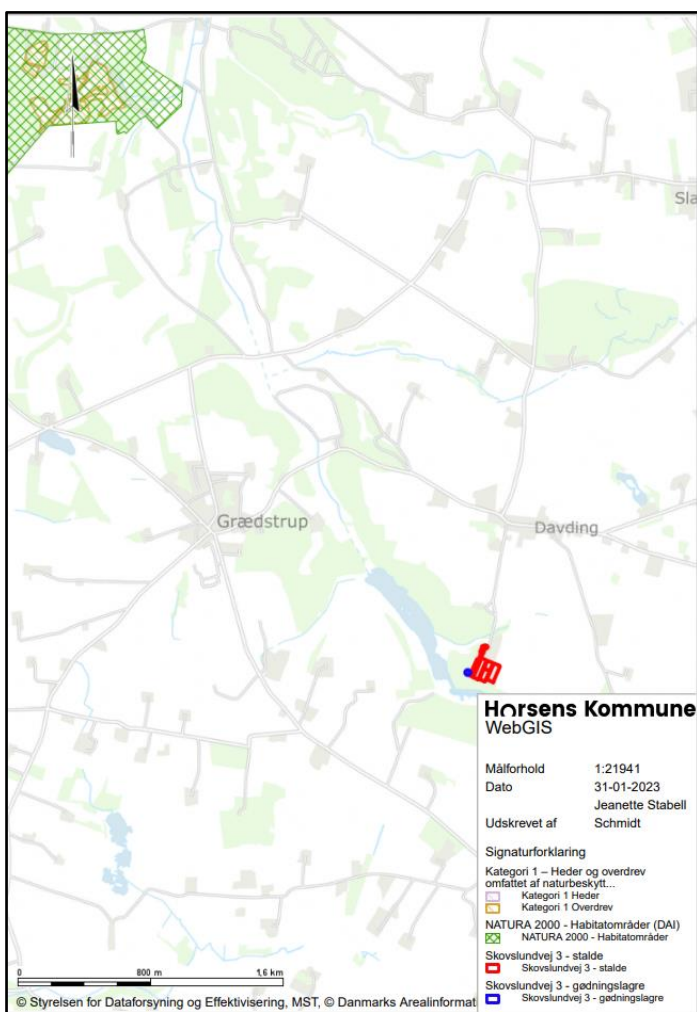 Sla
Grædstrup
Davding
Horsens Kommune
WebGIS
Målforhold 1:21941
Dato 31-01-2023
Jeanette Stabell
Udskrevet af Schmidt
Signaturforklaring
Kategori 1 – Heder og overdrev
omfattet af naturbeskytt...
Kategori 1 Heder
Kategori 1 Overdrev
NATURA 2000 - Habitatområder (DAI)
NATURA 2000 - Habitatområder
Skovslundvej 3 - stalde
Skovslundvej 3 - stalde
Skovslundvej 3 - gødningslagre
Skovslundvej 3 - gødningslagre
0 800 m 1,6 km
© Styrelsen for Dataforsyning og Effektivisering, MST, © Danmarks Arealinformat